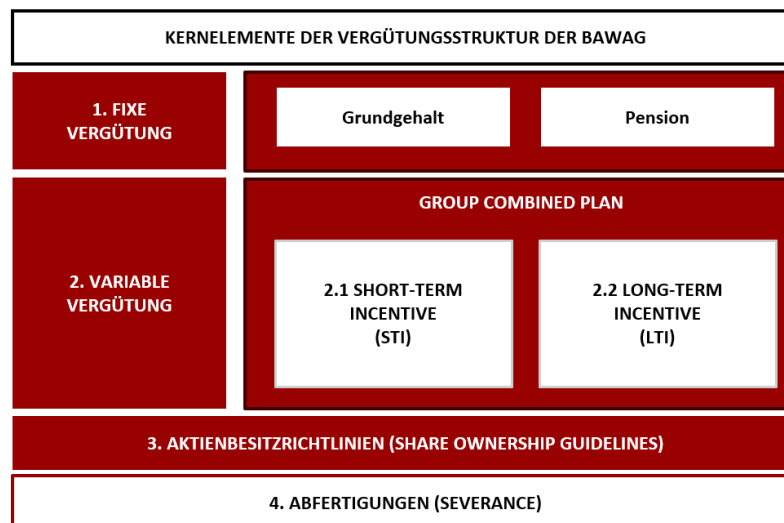 KERNELEMENTE DER VERGÜTUNGSSTRUKTUR DER BAWAG
1. FIXE
VERGÜTUNG
Grundgehalt
Pension
2. VARIABLE
VERGÜTUNG
GROUP COMBINED PLAN
2.1 SHORT-TERM
INCENTIVE
(STI)
2.2 LONG-TERM
INCENTIVE
(LTI)
3. AKTIENBESITZRICHTLINIEN (SHARE OWNERSHIP GUIDELINES)
4. ABFERTIGUNGEN (SEVERANCE)